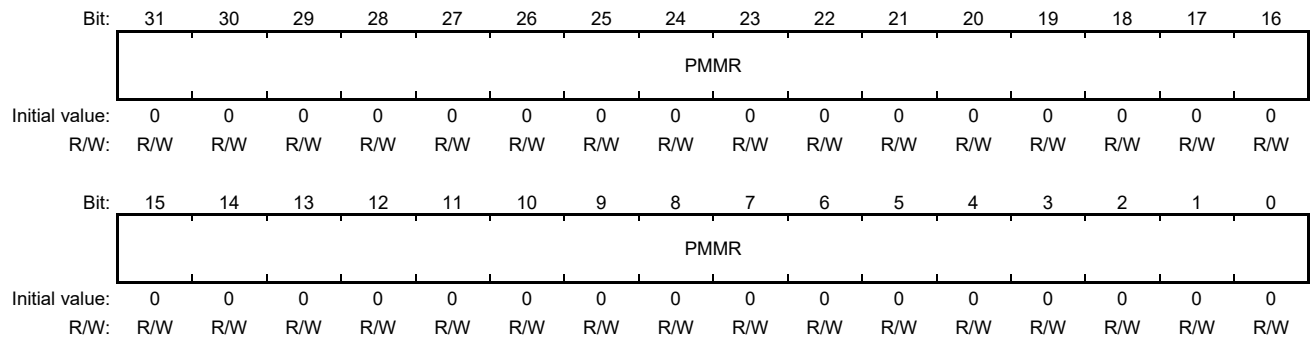 Bit: 31 30 29 28 27 26 25 24 23 22 21 20 19 18 17 16
PMMR
Initial value: 0 0 0 0 0 0 0 0 0 0 0 0 0 0 0 0
R/W: R/W R/W R/W R/W R/W R/W R/W R/W R/W R/W R/W R/W R/W R/W R/W R/W
Bit: 15 14 13 12 11 10 9 8 7 6 5 4 3 2 1 0
PMMR
Initial value: 0 0 0 0 0 0 0 0 0 0 0 0 0 0 0 0
R/W: R/W R/W R/W R/W R/W R/W R/W R/W R/W R/W R/W R/W R/W R/W R/W R/W